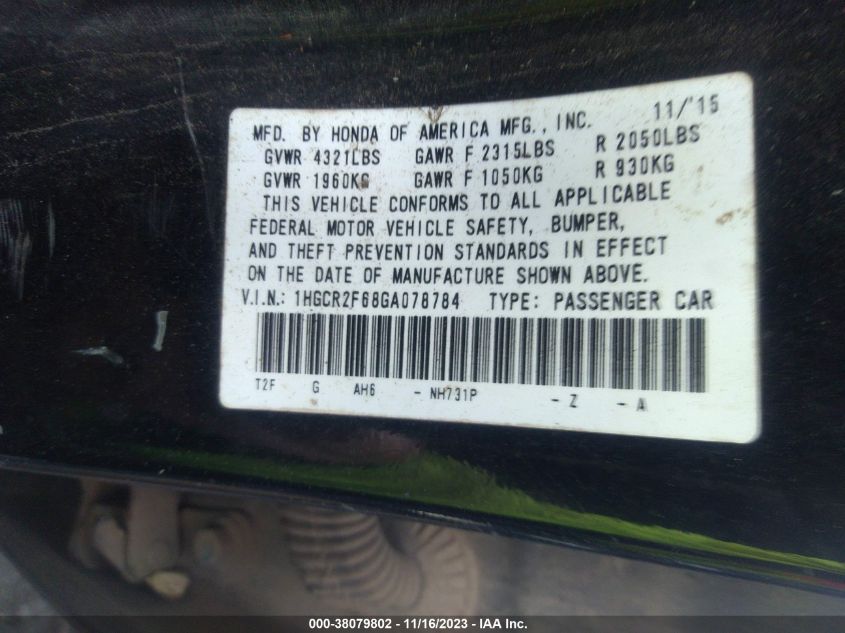 11/'15
MFD. BY HONDA OF AMERICA MFG., INC.
GVWR 4321LBS GAWR F 2315LBS R 2050LBS
GVWR 1960KG GAWR F 1050KG R 930KG
THIS VEHICLE CONFORMS TO ALL APPLICABLE
FEDERAL MOTOR VEHICLE SAFETY, BUMPER,
AND THEFT PREVENTION STANDARDS IN EFFECT
ON THE DATE OF MANUFACTURE SHOWN ABOVE.
V.I.N.: 1HGCR2F68GA078784 TYPE: PASSENGER CAR
T2F G AH6 - NH731P - Z - A
000-38079802 - 11/16/2023 - IAA Inc.